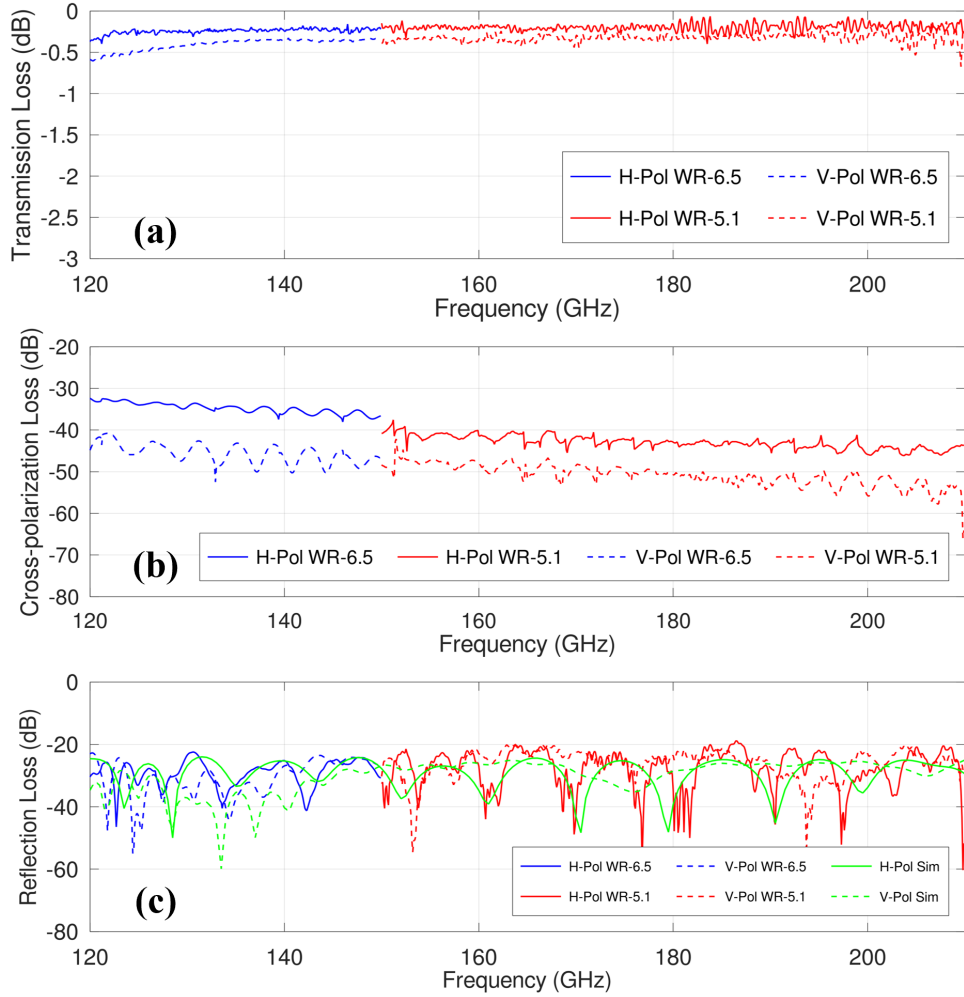 0
-0.5
-1
-1.5
-2
-2.5
-3
Transmission Loss (dB)
H-Pol WR-6.5 V-Pol WR-6.5
H-Pol WR-5.1 V-Pol WR-5.1
(a)
120 140 160 180 200
Frequency (GHz)
-20
-30
-40
-50
-60
-70
-80
Cross-polarization Loss (dB)
(b)
H-Pol WR-6.5 H-Pol WR-5.1 V-Pol WR-6.5 V-Pol WR-5.1
120 140 160 180 200
Frequency (GHz)
0
-20
-40
-60
-80
Reflection Loss (dB)
H-Pol WR-6.5 V-Pol WR-6.5 H-Pol Sim
H-Pol WR-5.1 V-Pol WR-5.1 V-Pol Sim
(c)
120 140 160 180 200
Frequency (GHz)